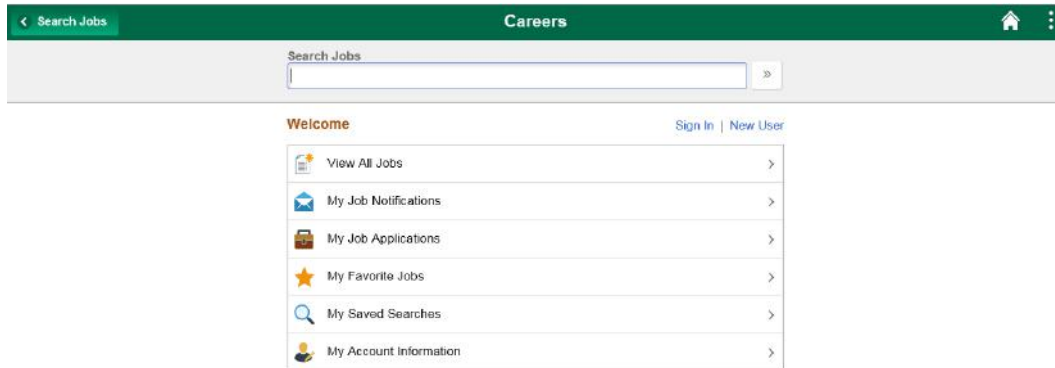 Search Jobs
Careers
Search Jobs
»
Welcome
Sign In | New User
View All Jobs
My Job Notifications
My Job Applications
My Favorite Jobs
My Saved Searches
My Account Information